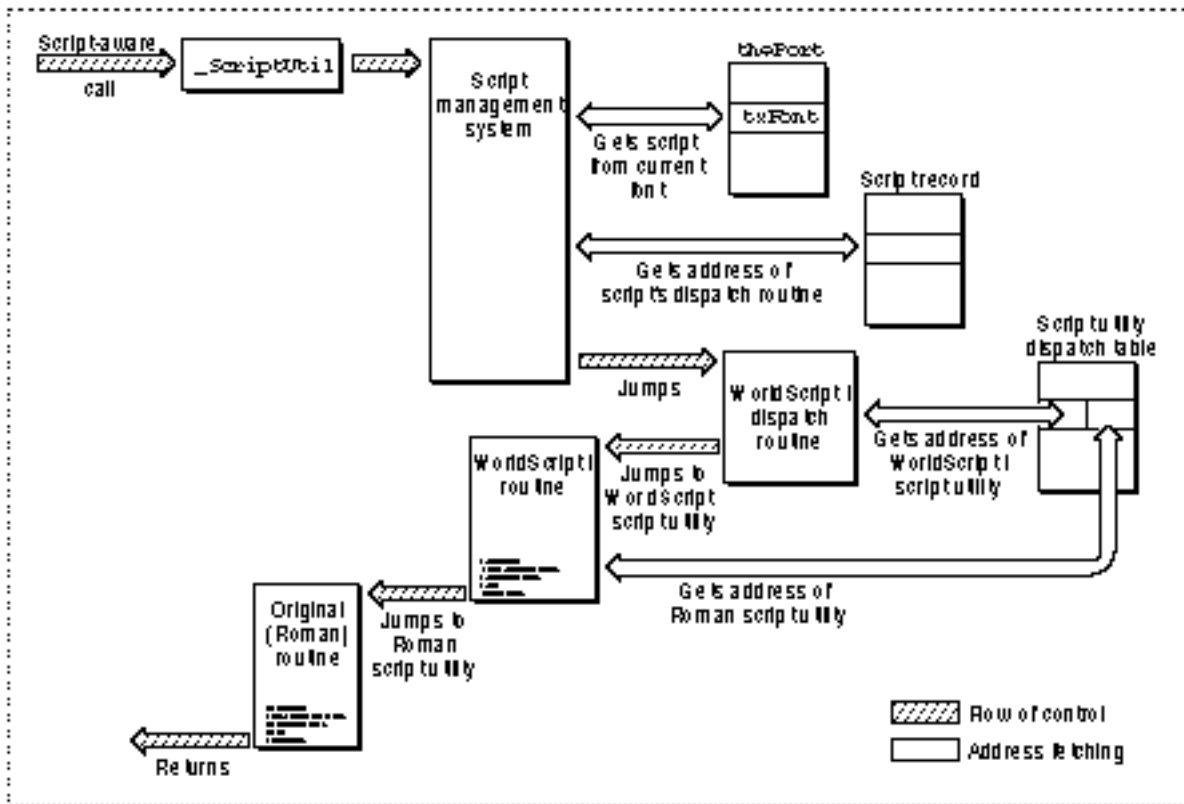 Script-aware
call
_ScriptUtil
Script
management
system
thePort
txFont
Gets script
from current
font
Script record
Gets address of
script's dispatch routine
Script utility
dispatch table
Jumps
WorldScript I
dispatch
routine
Gets address of
WorldScript I
script utility
WorldScript I
routine
Jumps to
WordScript
script utility
Gets address of
Roman script utility
Original
(Roman)
routine
Jumps to
Roman
script utility
Returns
Flow of control
Address fetching